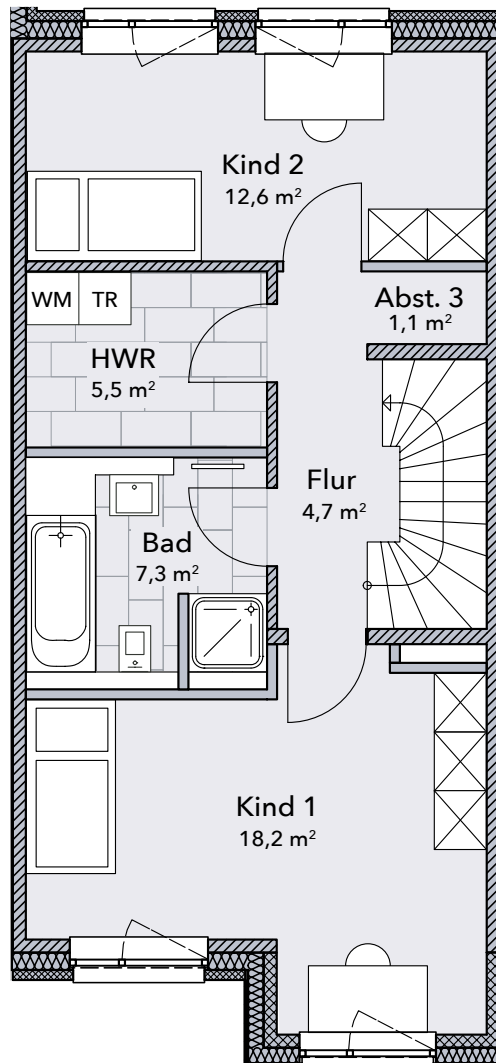 Kind 2
12,6 m²
WM TR
Abst. 3
1,1 m²
HWR
5,5 m²
Flur
4,7 m²
Bad
7,3 m²
Kind 1
18,2 m²